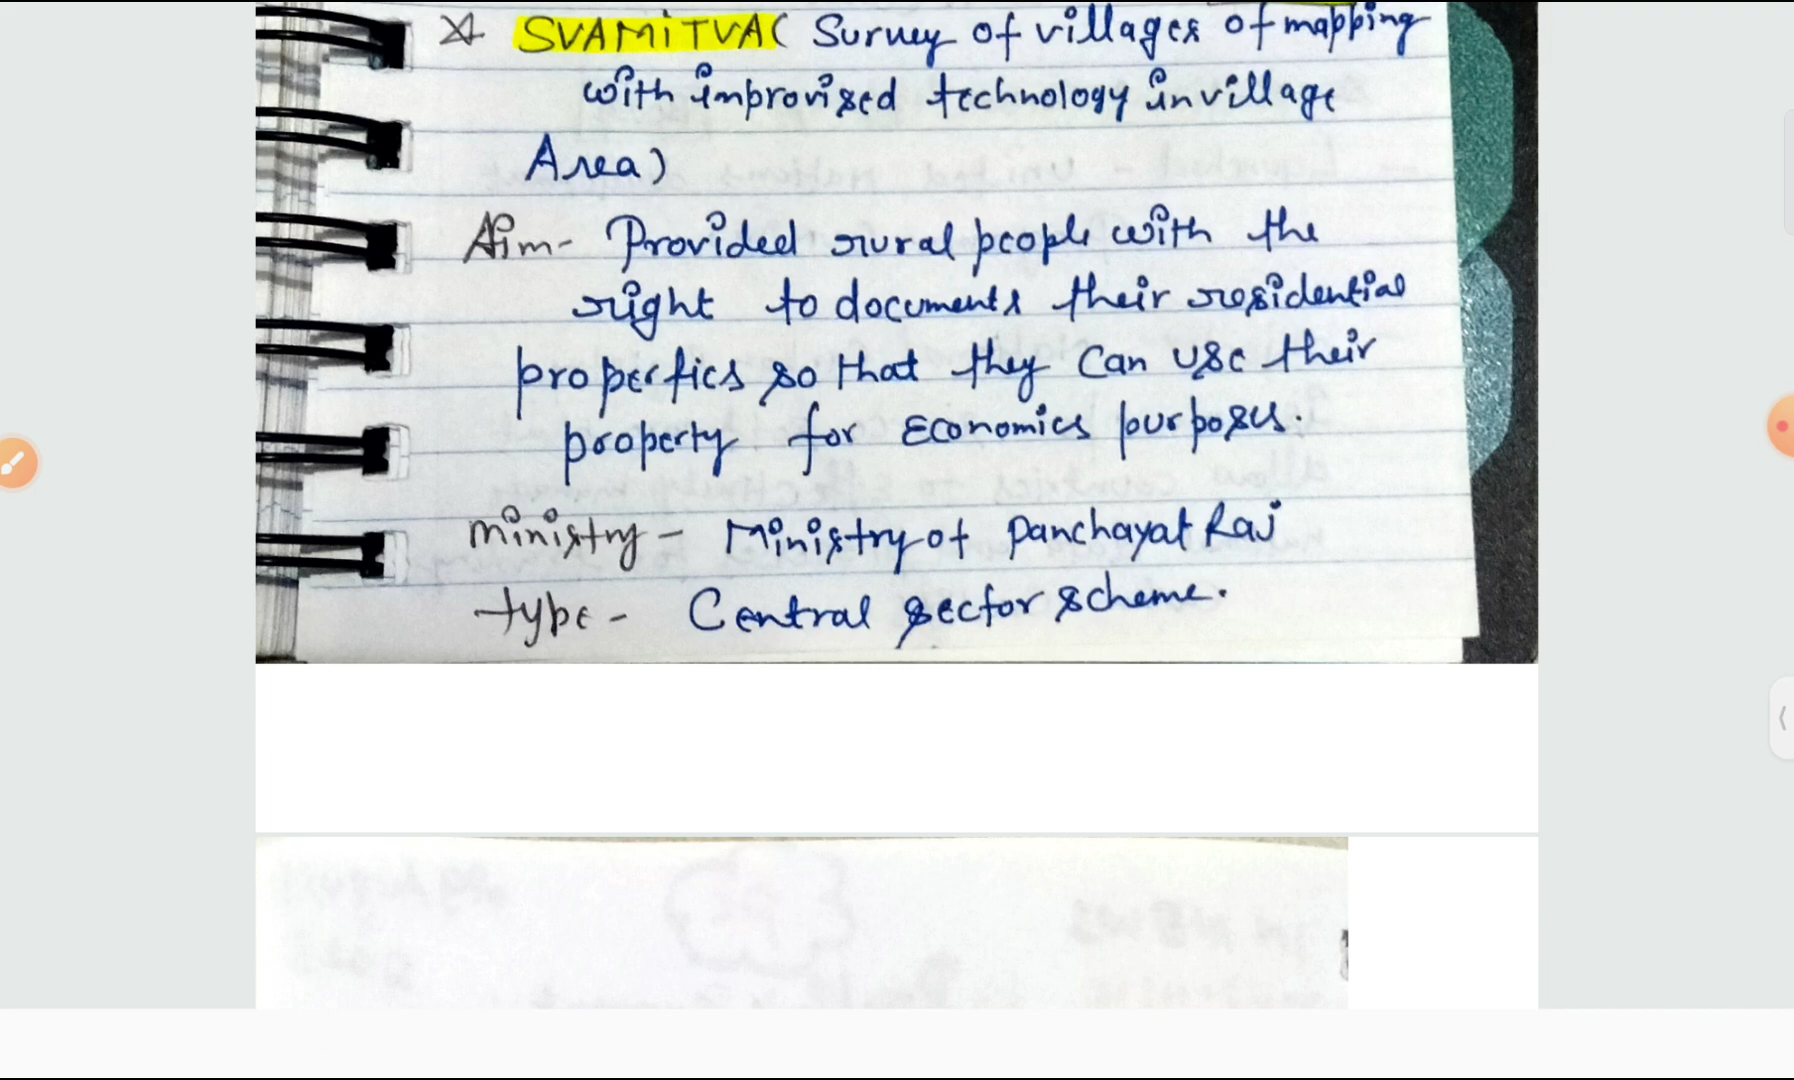 SVAMITVA( Survey of villages of mapping
with improvised technology in village
Area)
Aim- Provided rural people with the
right to documents their residential
properties so that they can use their
property for Economics purposes.
Ministry - Ministry of Panchayat Raj
type - Central sector scheme.